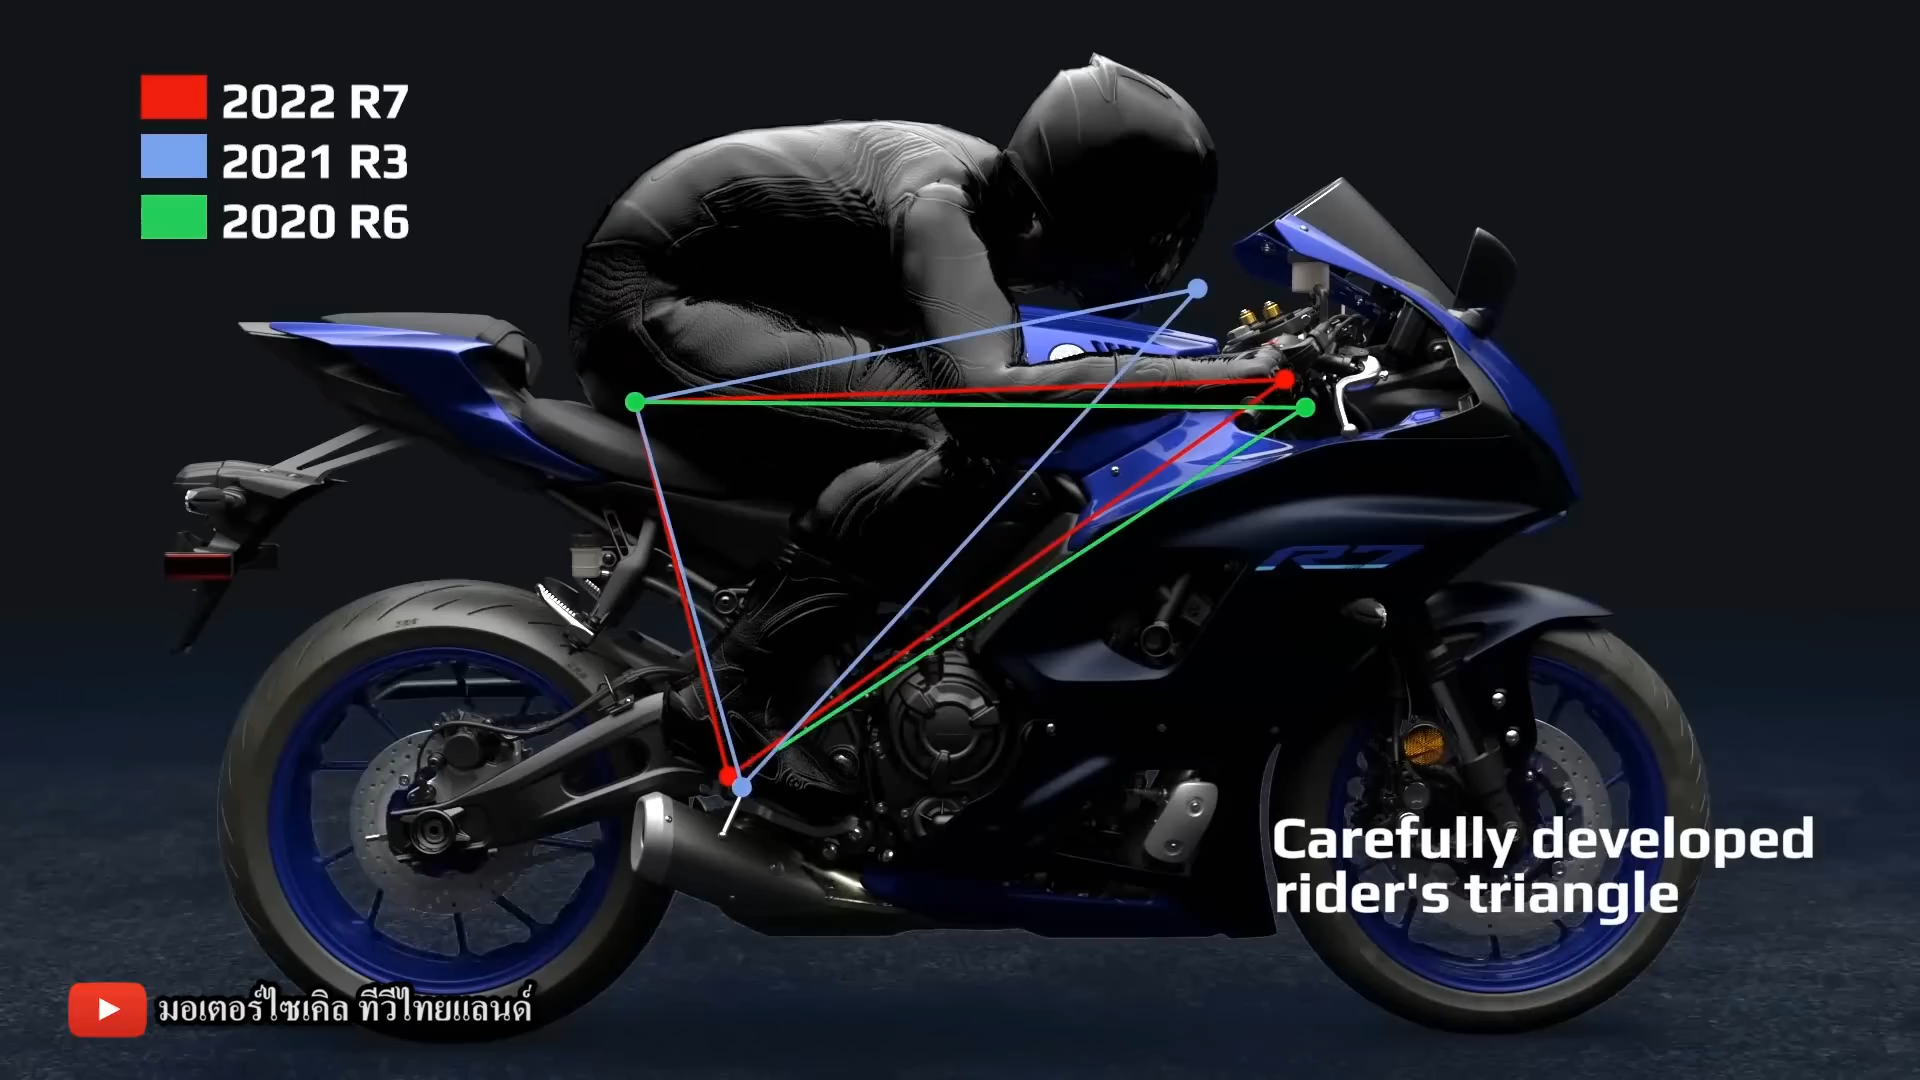 2022 R7
2021 R3
2020 R6
R7
Carefully developed
rider's triangle
มอเตอร์ไซเคิล ทีวีไทยแลนด์